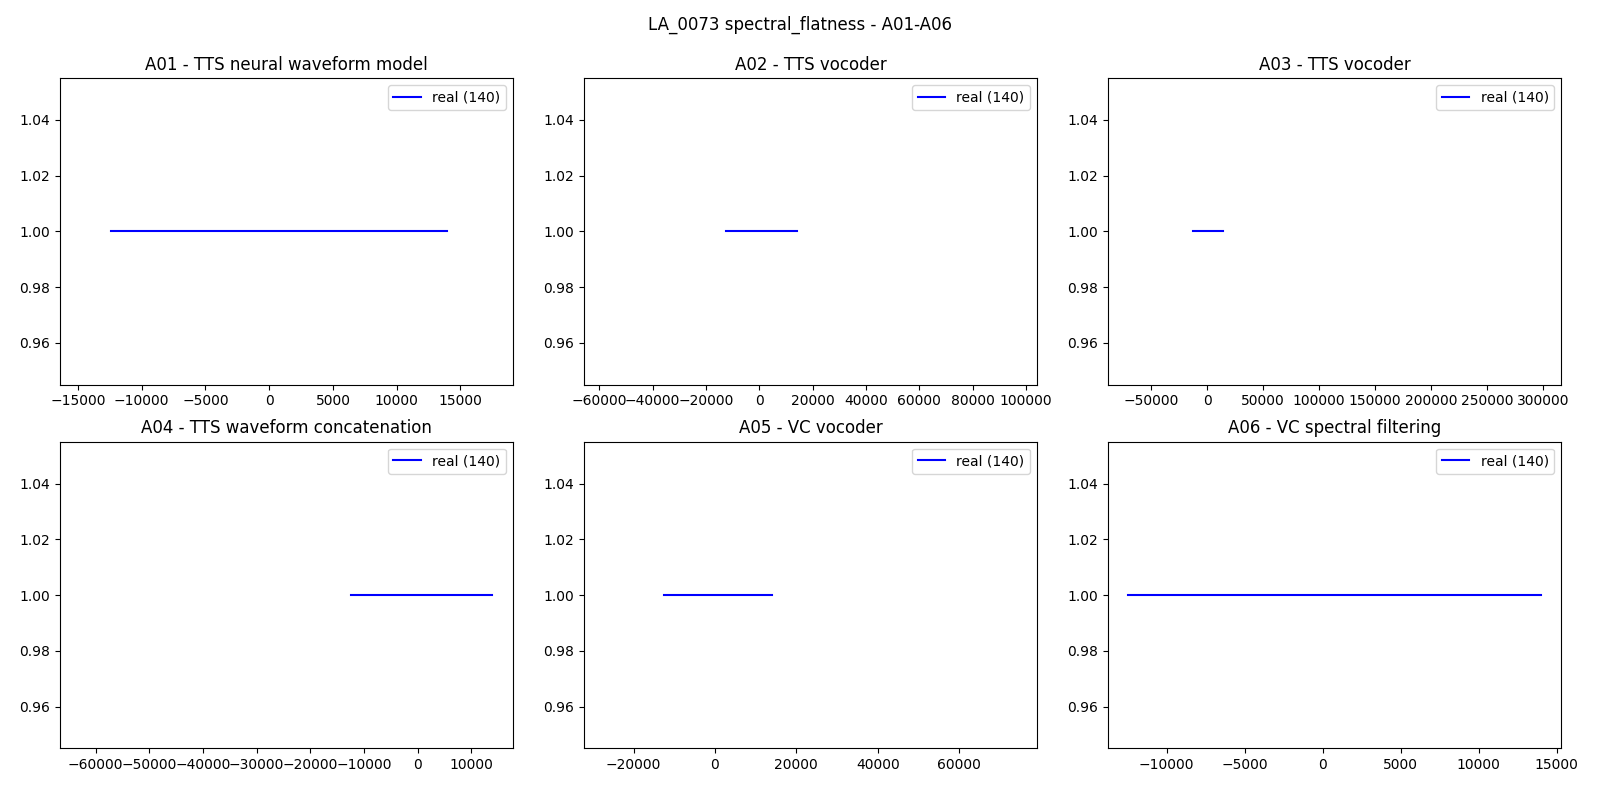 LA_0073 spectral_flatness - A01-A06
A01 - TTS neural waveform model
real (140)
1.04
1.02
1.00
0.98
0.96
−15000 −10000 −5000 0 5000 10000 15000
A02 - TTS vocoder
real (140)
1.04
1.02
1.00
0.98
0.96
−60000 −40000 −20000 0 20000 40000 60000 80000 100000
A03 - TTS vocoder
real (140)
1.04
1.02
1.00
0.98
0.96
−50000 0 50000 100000 150000 200000 250000 300000
A04 - TTS waveform concatenation
real (140)
1.04
1.02
1.00
0.98
0.96
−60000 −50000 −40000 −30000 −20000 −10000 0 10000
A05 - VC vocoder
real (140)
1.04
1.02
1.00
0.98
0.96
−20000 0 20000 40000 60000
A06 - VC spectral filtering
real (140)
1.04
1.02
1.00
0.98
0.96
−10000 −5000 0 5000 10000 15000